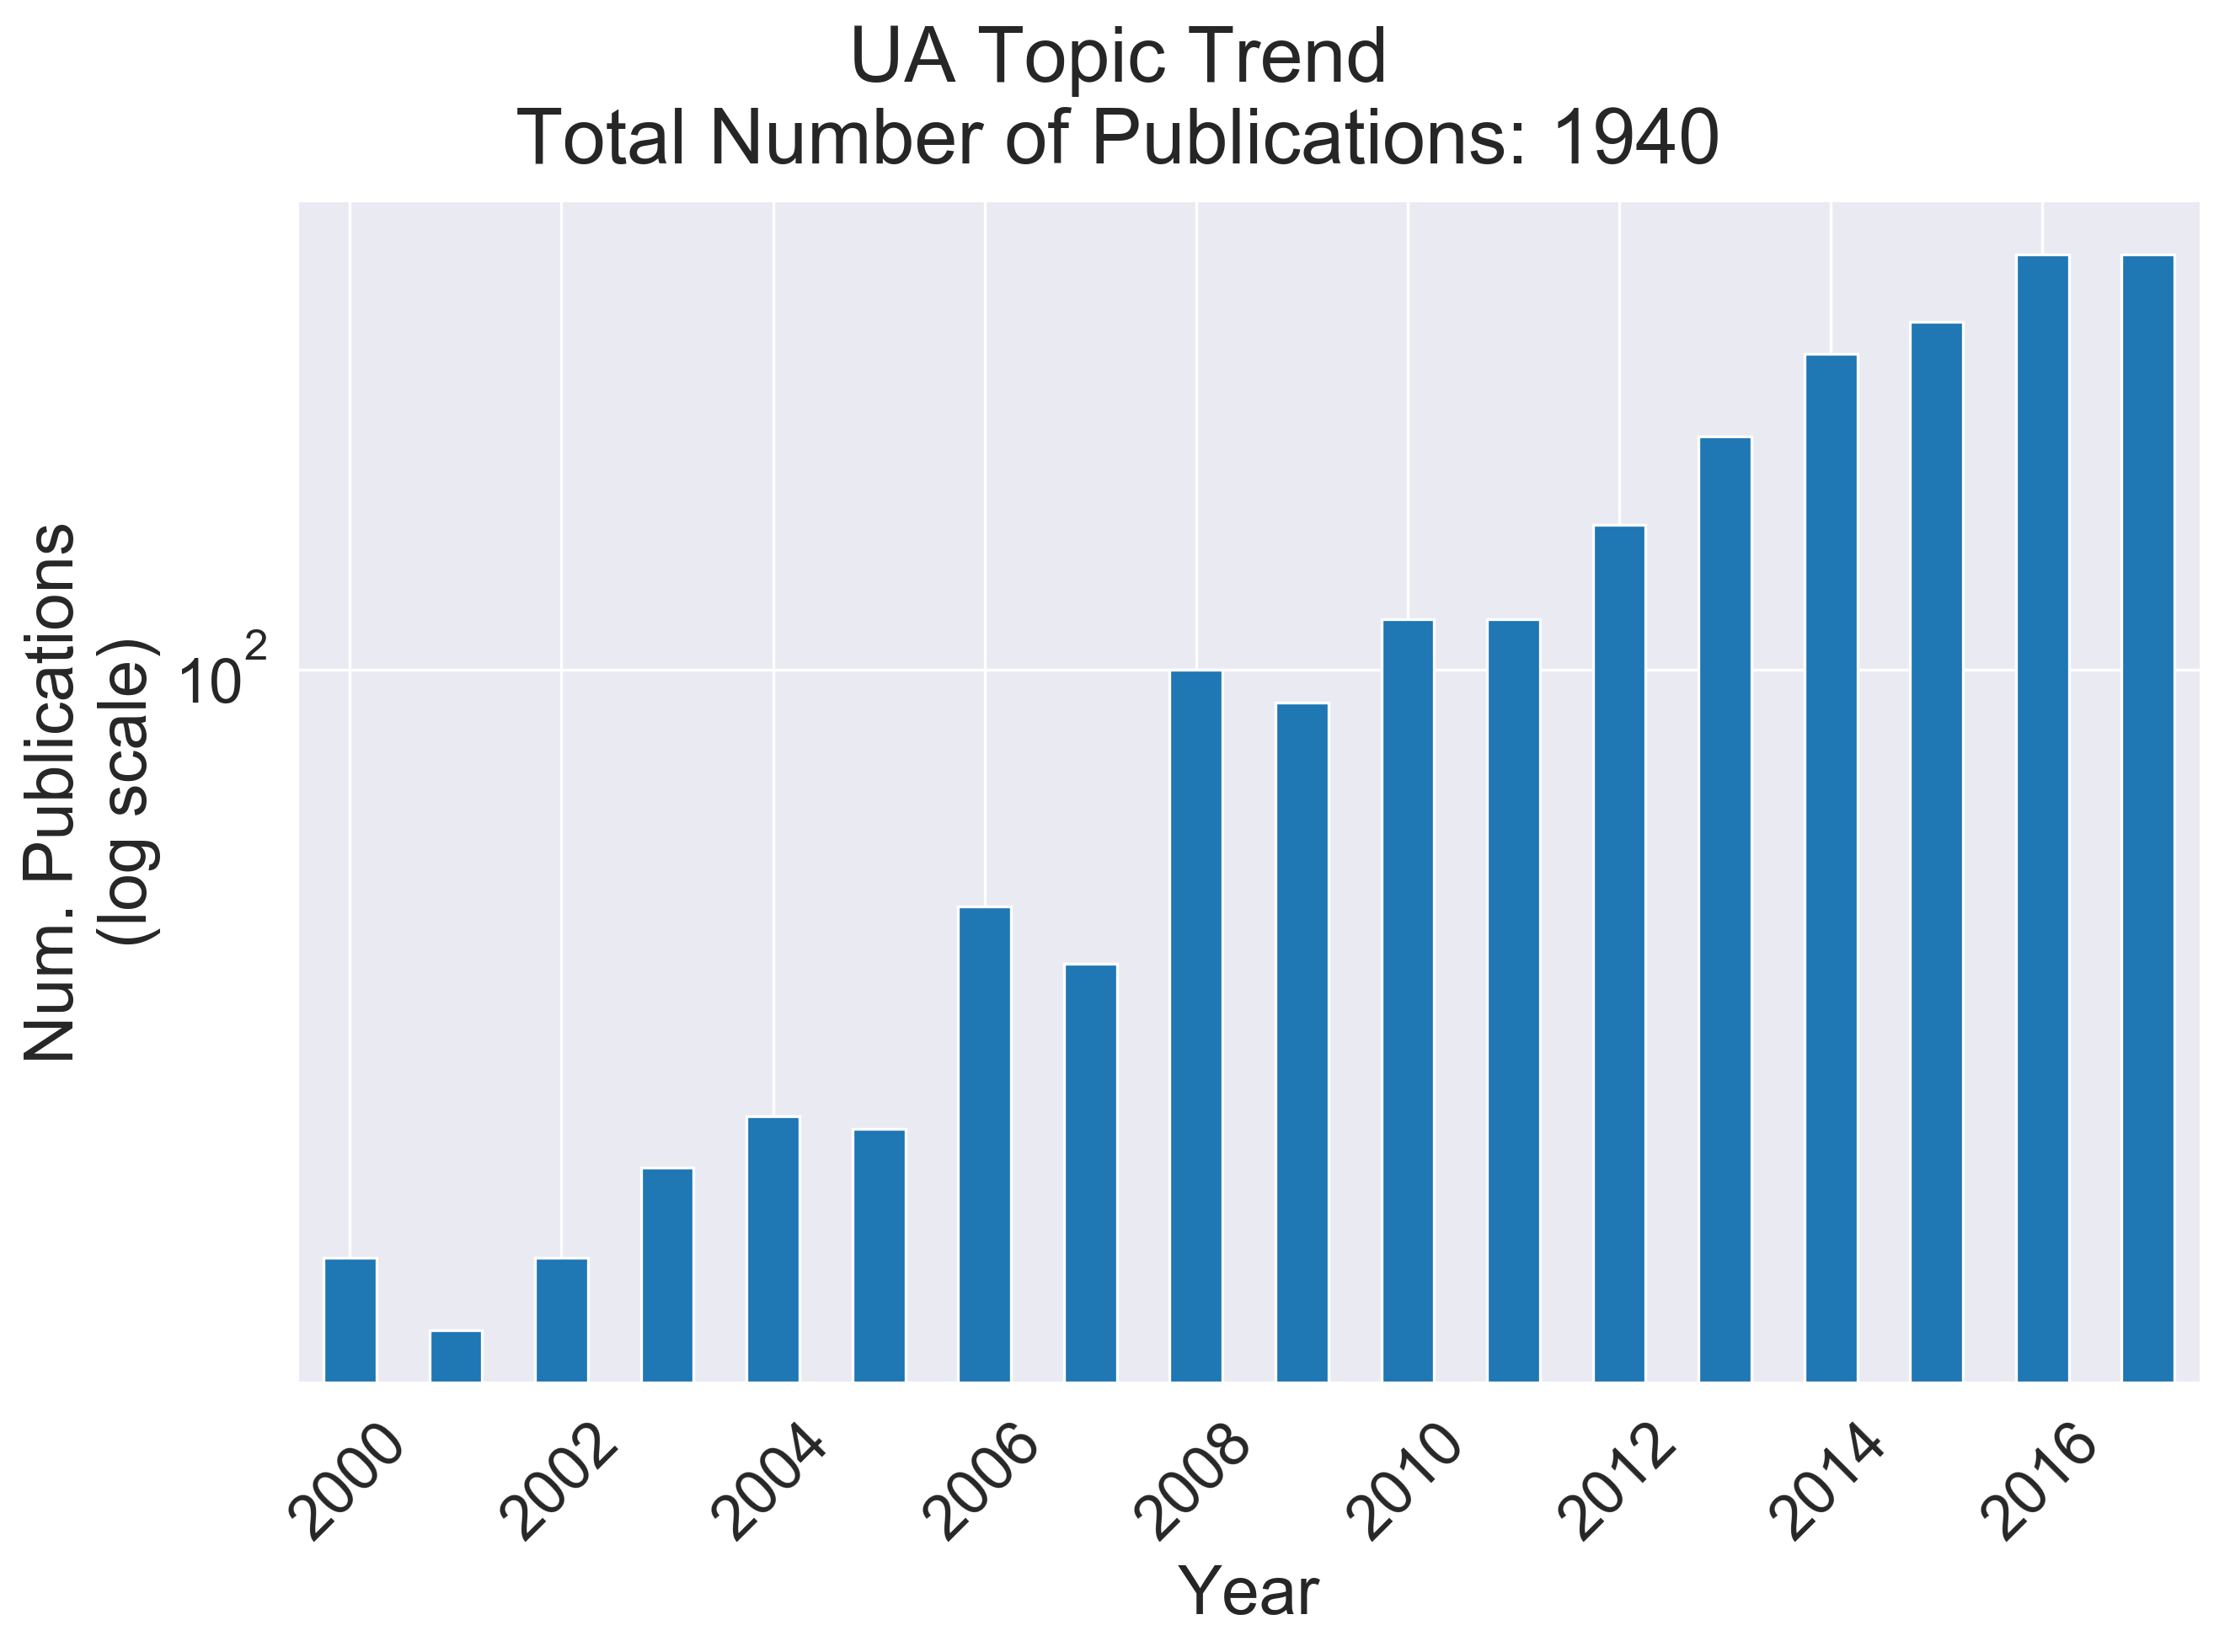 UA Topic Trend
Total Number of Publications: 1940
Num. Publications
(log scale)
10²
2000
2002
2004
2006
2008
2010
2012
2014
2016
Year